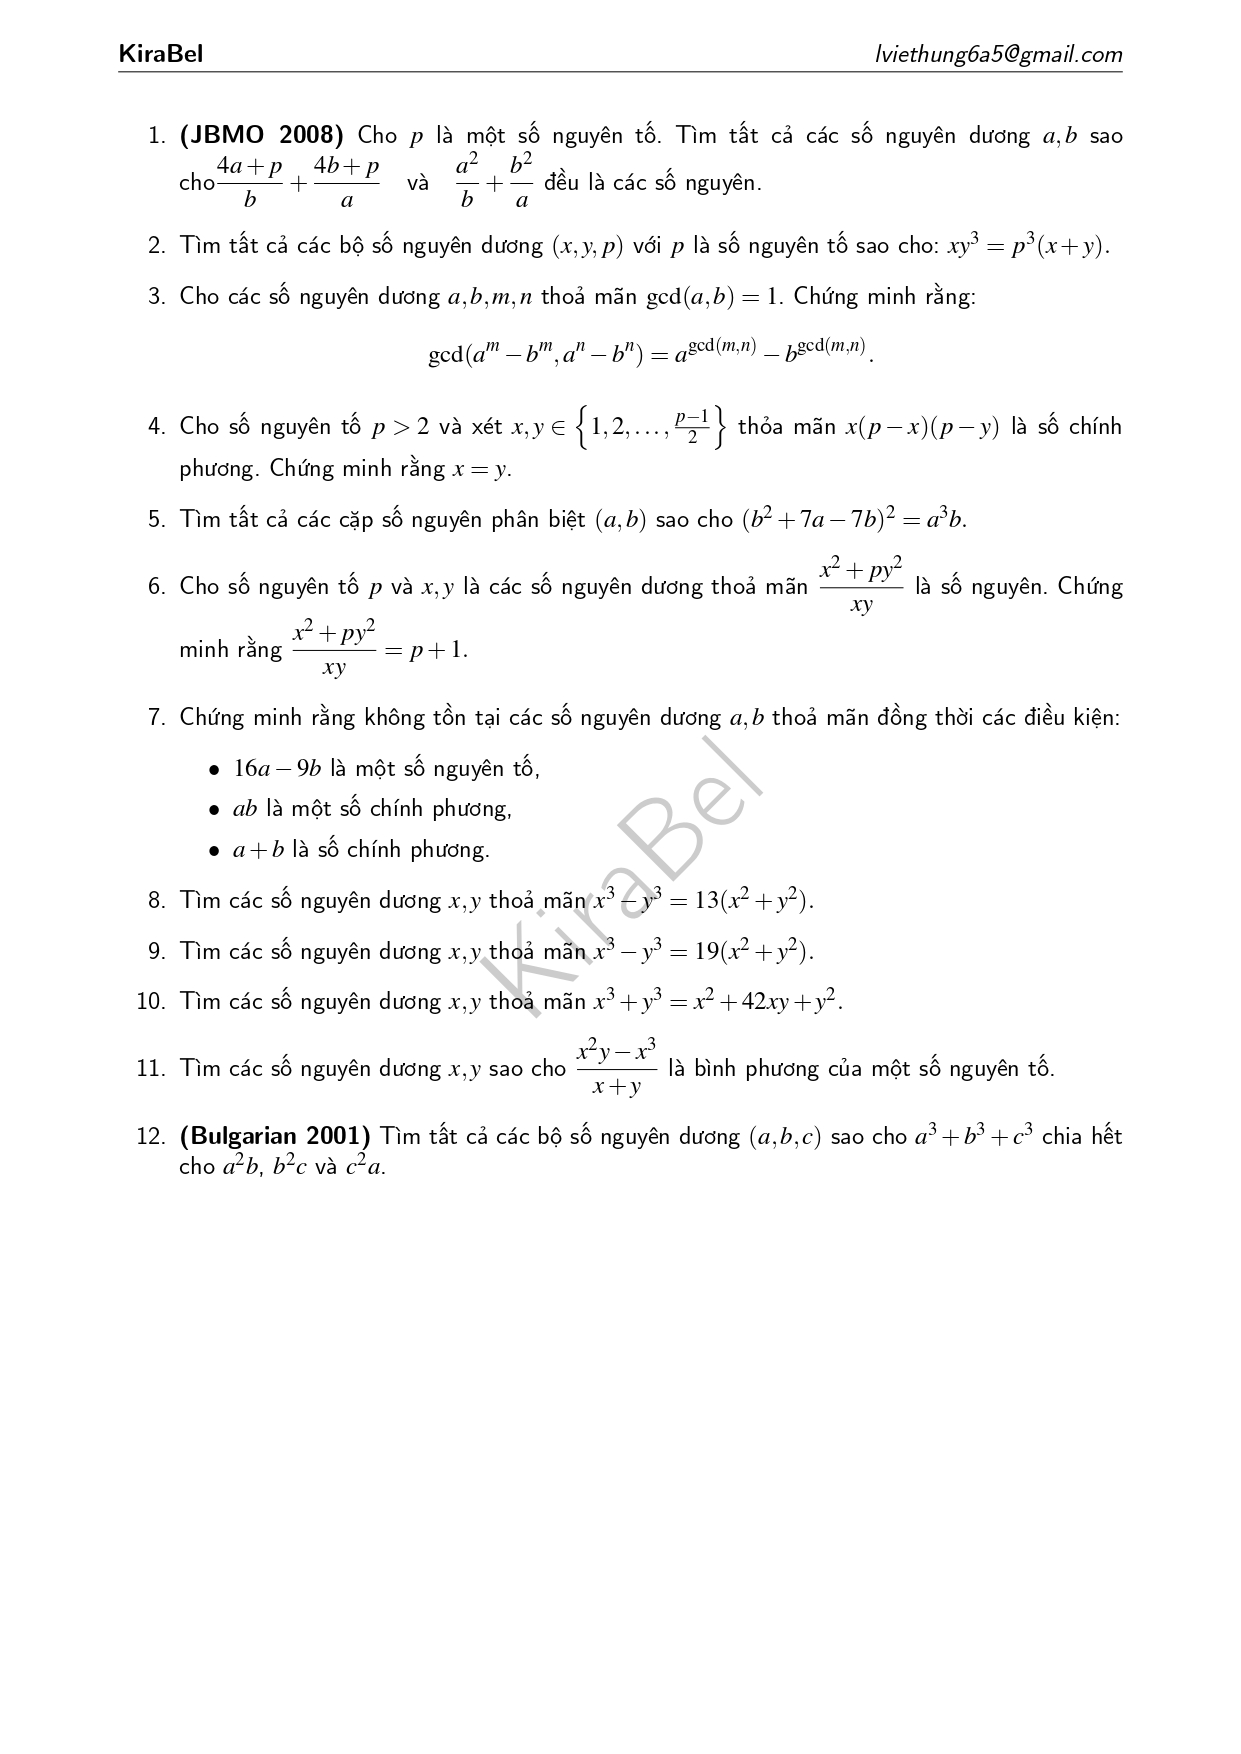 KiraBel lviethung6a5@gmail.com
1. (JBMO 2008) Cho p là một số nguyên tố. Tìm tất cả các số nguyên dương a, b sao
cho \frac{4a+p}{b} + \frac{4b+p}{a} và \frac{a^2}{b} + \frac{b^2}{a} đều là các số nguyên.
2. Tìm tất cả các bộ số nguyên dương (x, y, p) với p là số nguyên tố sao cho: xy^3 = p^3(x+y).
3. Cho các số nguyên dương a, b, m, n thoả mãn gcd(a, b) = 1. Chứng minh rằng:
gcd(a^m − b^m, a^n − b^n) = a^{gcd(m,n)} − b^{gcd(m,n)}.
4. Cho số nguyên tố p > 2 và xét x, y ∈ {1, 2, ..., \frac{p−1}{2}} thỏa mãn x(p − x)(p − y) là số chính
phương. Chứng minh rằng x = y.
5. Tìm tất cả các cặp số nguyên phân biệt (a, b) sao cho (b^2 + 7a − 7b)^2 = a^3b.
6. Cho số nguyên tố p và x, y là các số nguyên dương thoả mãn \frac{x^2 + py^2}{xy} là số nguyên. Chứng
minh rằng \frac{x^2 + py^2}{xy} = p + 1.
7. Chứng minh rằng không tồn tại các số nguyên dương a, b thoả mãn đồng thời các điều kiện:
• 16a − 9b là một số nguyên tố,
• ab là một số chính phương,
• a + b là số chính phương.
8. Tìm các số nguyên dương x, y thoả mãn x^3 − y^3 = 13(x^2 + y^2).
9. Tìm các số nguyên dương x, y thoả mãn x^3 − y^3 = 19(x^2 + y^2).
10. Tìm các số nguyên dương x, y thoả mãn x^3 + y^3 = x^2 + 42xy + y^2.
11. Tìm các số nguyên dương x, y sao cho \frac{x^2y − x^3}{x + y} là bình phương của một số nguyên tố.
12. (Bulgarian 2001) Tìm tất cả các bộ số nguyên dương (a, b, c) sao cho a^3 + b^3 + c^3 chia hết
cho a^2b, b^2c và c^2a.
KiraBel